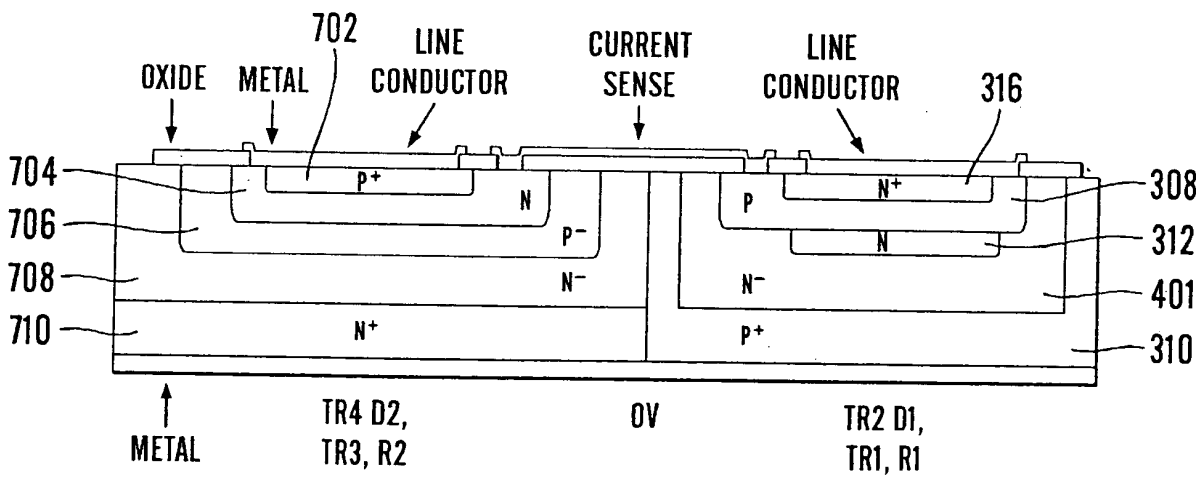 702
LINE
CONDUCTOR
CURRENT
SENSE
LINE
CONDUCTOR
OXIDE
METAL
316
704
P+
N+
308
N
P
706
P−
N
312
708
N−
N−
401
710
N+
P+
310
METAL
TR4 D2,
TR3, R2
OV
TR2 D1,
TR1, R1